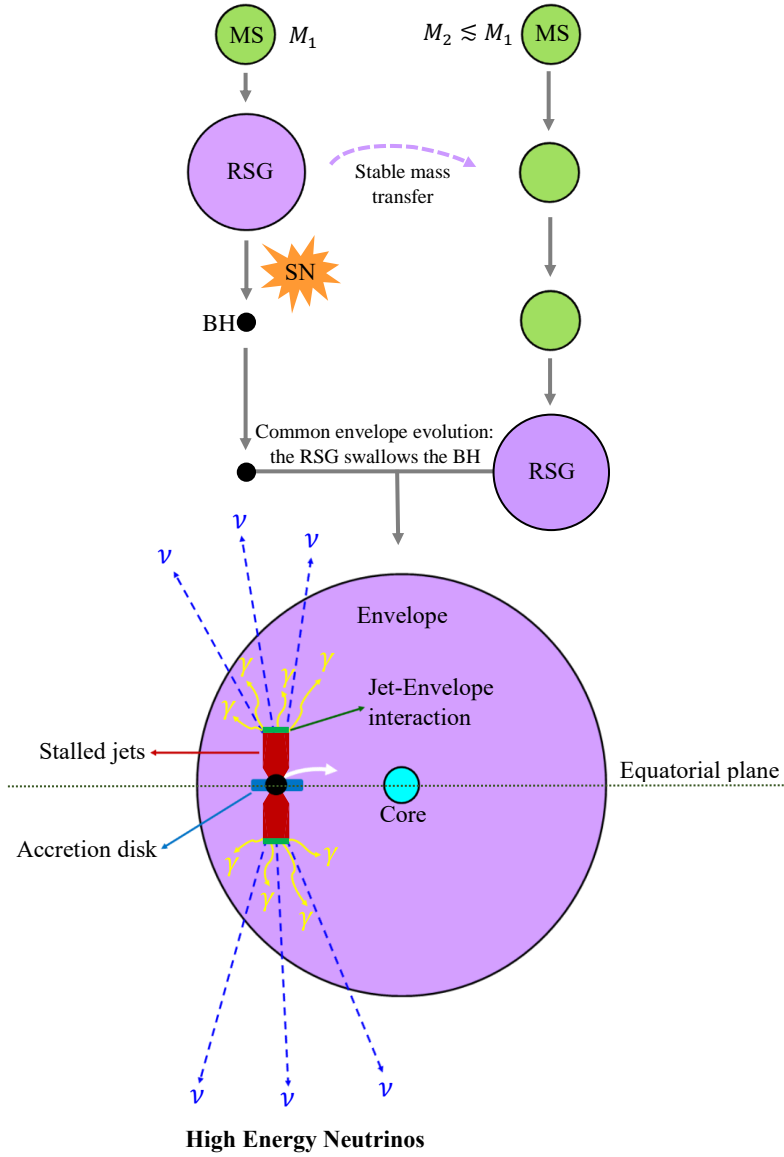 MS
M₁
M₂ ≲ M₁
MS
RSG
Stable mass
transfer
SN
BH
Common envelope evolution:
the RSG swallows the BH
RSG
ν
ν
ν
Envelope
γ
γ
γ
γ
Jet-Envelope
interaction
Stalled jets
Equatorial plane
Core
Accretion disk
γ
γ
γ
γ
ν
ν
ν
High Energy Neutrinos